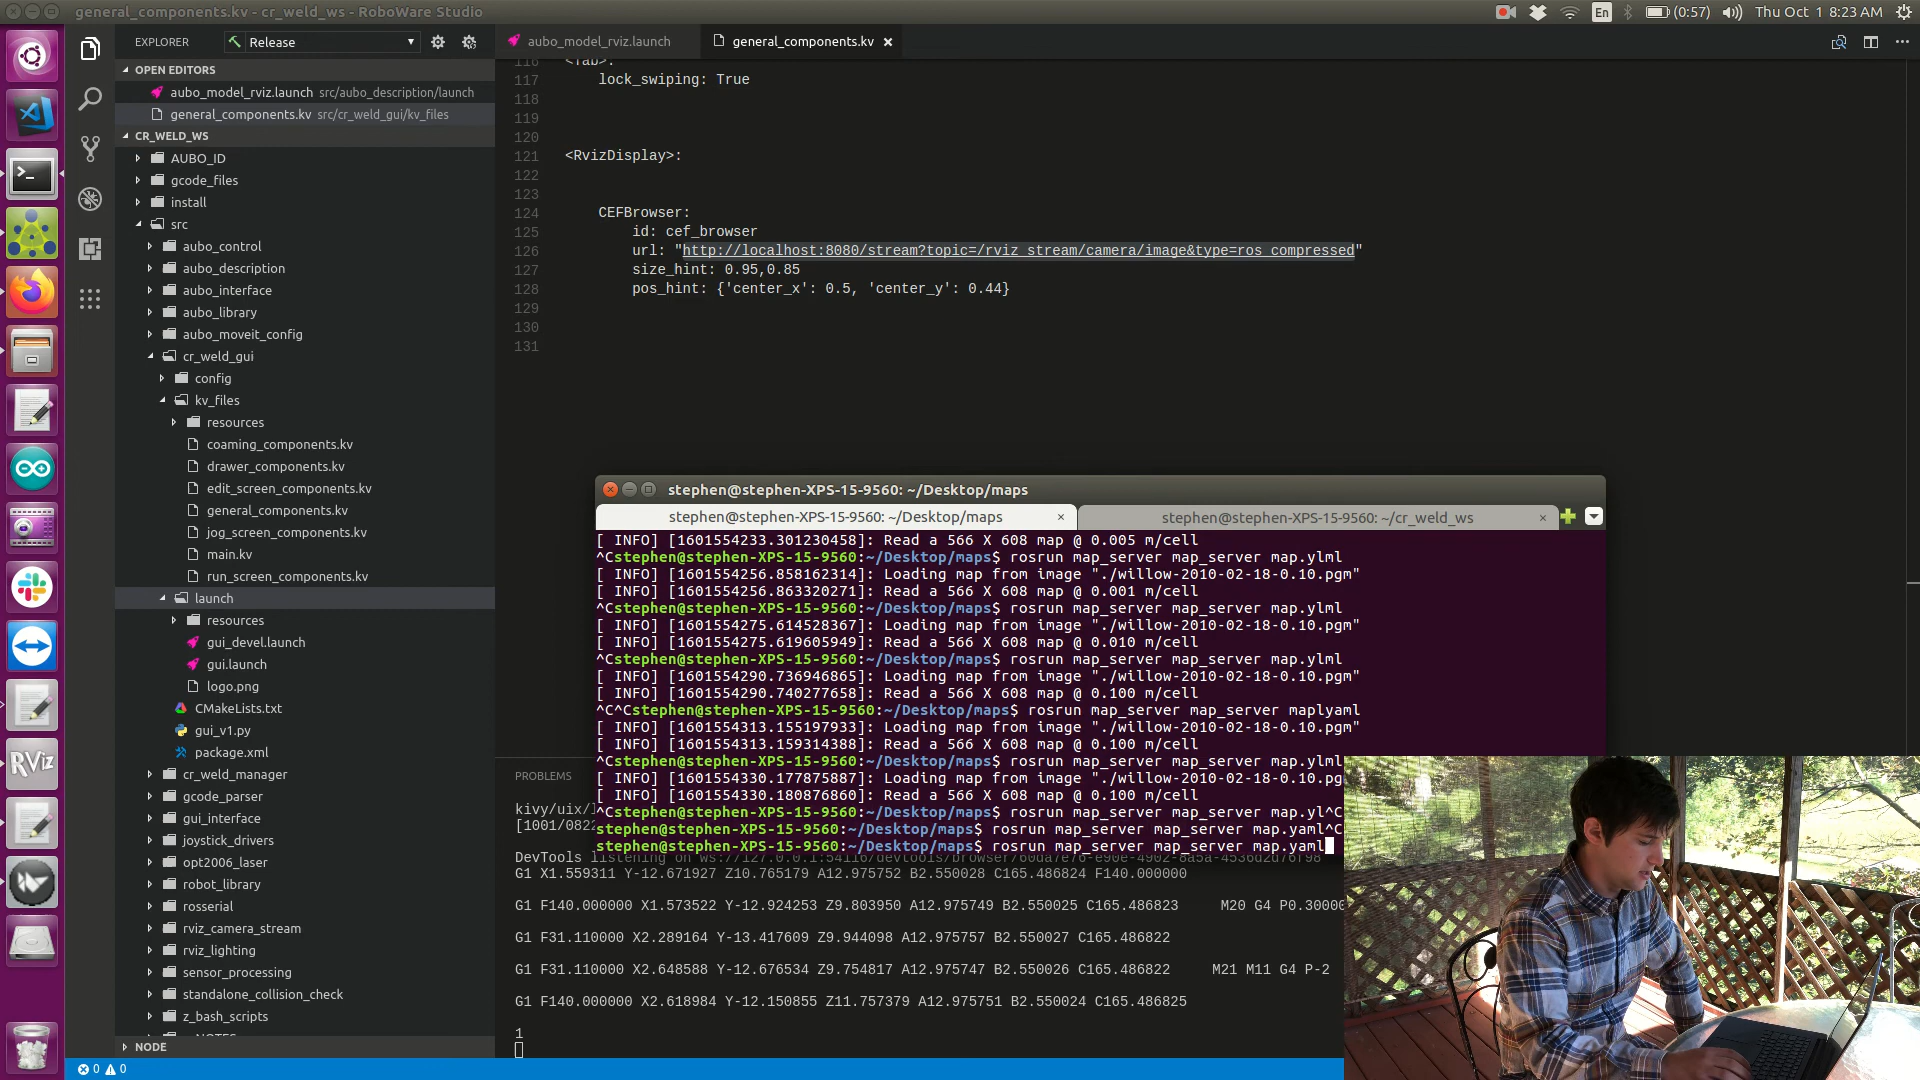 general_components.kv - cr_weld_ws - RoboWare Studio
En
(0:57)
Thu Oct 1 8:23 AM
EXPLORER
Release
aubo_model_rviz.launch
general_components.kv
OPEN EDITORS
aubo_model_rviz.launch src/aubo_description/launch
general_components.kv src/cr_weld_gui/kv_files
CR_WELD_WS
AUBO_ID
gcode_files
install
src
aubo_control
aubo_description
aubo_interface
aubo_library
aubo_moveit_config
cr_weld_gui
config
kv_files
resources
coaming_components.kv
drawer_components.kv
edit_screen_components.kv
general_components.kv
jog_screen_components.kv
main.kv
run_screen_components.kv
launch
resources
gui_devel.launch
gui.launch
logo.png
CMakeLists.txt
gui_v1.py
package.xml
cr_weld_manager
gcode_parser
gui_interface
joystick_drivers
opt2006_laser
robot_library
rosserial
rviz_camera_stream
rviz_lighting
sensor_processing
standalone_collision_check
z_bash_scripts
NODE
0 0
RViz
116 <Tab>:
117 lock_swiping: True
118
119
120
121 <RvizDisplay>:
122
123
124 CEFBrowser:
125 id: cef_browser
126 url: "http://localhost:8080/stream?topic=/rviz_stream/camera/image&type=ros_compressed"
127 size_hint: 0.95,0.85
128 pos_hint: {'center_x': 0.5, 'center_y': 0.44}
129
130
131
stephen@stephen-XPS-15-9560: ~/Desktop/maps
stephen@stephen-XPS-15-9560: ~/Desktop/maps
stephen@stephen-XPS-15-9560: ~/cr_weld_ws
[ INFO] [1601554233.301230458]: Read a 566 X 608 map @ 0.005 m/cell
^Cstephen@stephen-XPS-15-9560:~/Desktop/maps$ rosrun map_server map_server map.ylml
[ INFO] [1601554256.858162314]: Loading map from image "./willow-2010-02-18-0.10.pgm"
[ INFO] [1601554256.863320271]: Read a 566 X 608 map @ 0.001 m/cell
^Cstephen@stephen-XPS-15-9560:~/Desktop/maps$ rosrun map_server map_server map.ylml
[ INFO] [1601554275.614528367]: Loading map from image "./willow-2010-02-18-0.10.pgm"
[ INFO] [1601554275.619605949]: Read a 566 X 608 map @ 0.010 m/cell
^Cstephen@stephen-XPS-15-9560:~/Desktop/maps$ rosrun map_server map_server map.ylml
[ INFO] [1601554290.736946865]: Loading map from image "./willow-2010-02-18-0.10.pgm"
[ INFO] [1601554290.740277658]: Read a 566 X 608 map @ 0.100 m/cell
^C^Cstephen@stephen-XPS-15-9560:~/Desktop/maps$ rosrun map_server map_server maplyaml
[ INFO] [1601554313.155197933]: Loading map from image "./willow-2010-02-18-0.10.pgm"
[ INFO] [1601554313.159314388]: Read a 566 X 608 map @ 0.100 m/cell
^Cstephen@stephen-XPS-15-9560:~/Desktop/maps$ rosrun map_server map_server map.ylml
[ INFO] [1601554330.177875887]: Loading map from image "./willow-2010-02-18-0.10.pg
[ INFO] [1601554330.180876860]: Read a 566 X 608 map @ 0.100 m/cell
^Cstephen@stephen-XPS-15-9560:~/Desktop/maps$ rosrun map_server map_server map.yl^C
stephen@stephen-XPS-15-9560:~/Desktop/maps$ rosrun map_server map_server map.yaml^C
stephen@stephen-XPS-15-9560:~/Desktop/maps$ rosrun map_server map_server map.yaml
PROBLEMS
kivy/uix/
[1001/0822
DevTools listening on ws://127.0.0.1:54116/devtools/browser/
G1 X1.559311 Y-12.671927 Z10.765179 A12.975752 B2.550028 C165.486824 F140.000000
G1 F140.000000 X1.573522 Y-12.924253 Z9.803950 A12.975749 B2.550025 C165.486823 M20 G4 P0.30000
G1 F31.110000 X2.289164 Y-13.417609 Z9.944098 A12.975757 B2.550027 C165.486822
G1 F31.110000 X2.648588 Y-12.676534 Z9.754817 A12.975747 B2.550026 C165.486822 M21 M11 G4 P-2
G1 F140.000000 X2.618984 Y-12.150855 Z11.757379 A12.975751 B2.550024 C165.486825
1